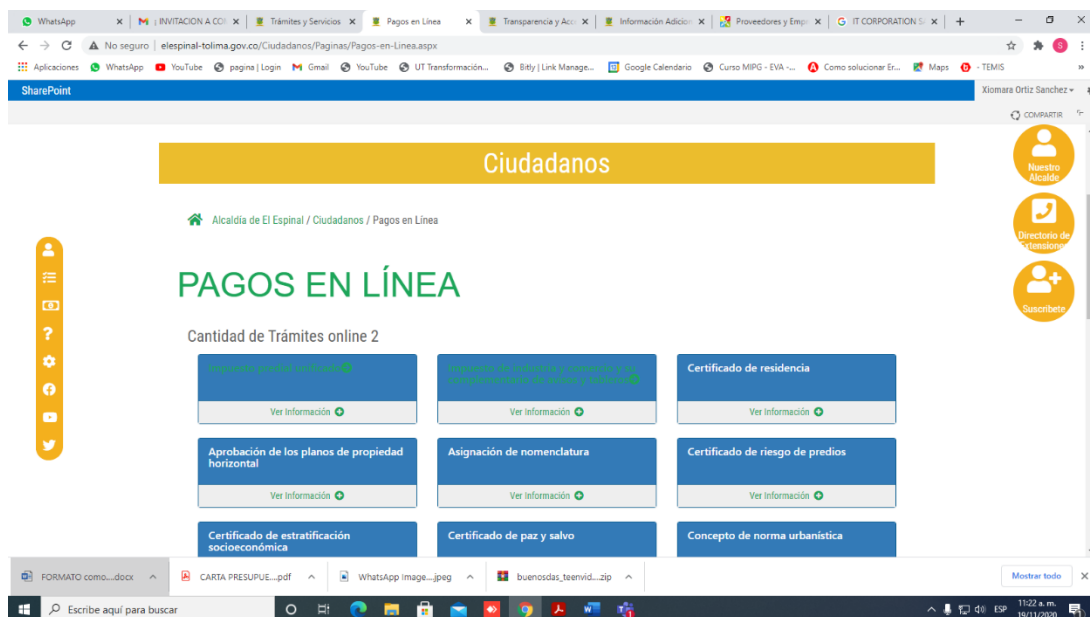 WhatsApp
INVITACION A CO
Trámites y Servicios
Pagos en Línea
Transparencia y Acc
Información Adicion
Proveedores y Emp
IT CORPORATION S
No seguro | elespinal-tolima.gov.co/Ciudadanos/Paginas/Pagos-en-Linea.aspx
Aplicaciones
WhatsApp
YouTube
pagina | Login
Gmail
YouTube
UT Transformación...
Bitly | Link Manage...
Google Calendario
Curso MIPG - EVA -...
Como solucionar Er...
Maps
- TEMIS.
SharePoint
Xiomara Ortiz Sanchez
COMPARTIR
Ciudadanos
Nuestro
Alcalde
Alcaldía de El Espinal / Ciudadanos / Pagos en Línea
Directorio de
Extensiones
Suscribete
PAGOS EN LÍNEA
Cantidad de Trámites online 2
Impuesto predial unificado
Impuesto de industria y comercio y su
complementario de avisos y tableros
Certificado de residencia
Ver Información
Ver Información
Ver Información
Aprobación de los planos de propiedad
horizontal
Asignación de nomenclatura
Certificado de riesgo de predios
Ver Información
Ver Información
Ver Información
Certificado de estratificación
socioeconómica
Certificado de paz y salvo
Concepto de norma urbanística
FORMATO como....docx
CARTA PRESUPUE....pdf
WhatsApp Image...jpeg
buenosdas_teenvid....zip
Mostrar todo
Escribe aquí para buscar
ESP
11:22 a. m.
19/11/2020